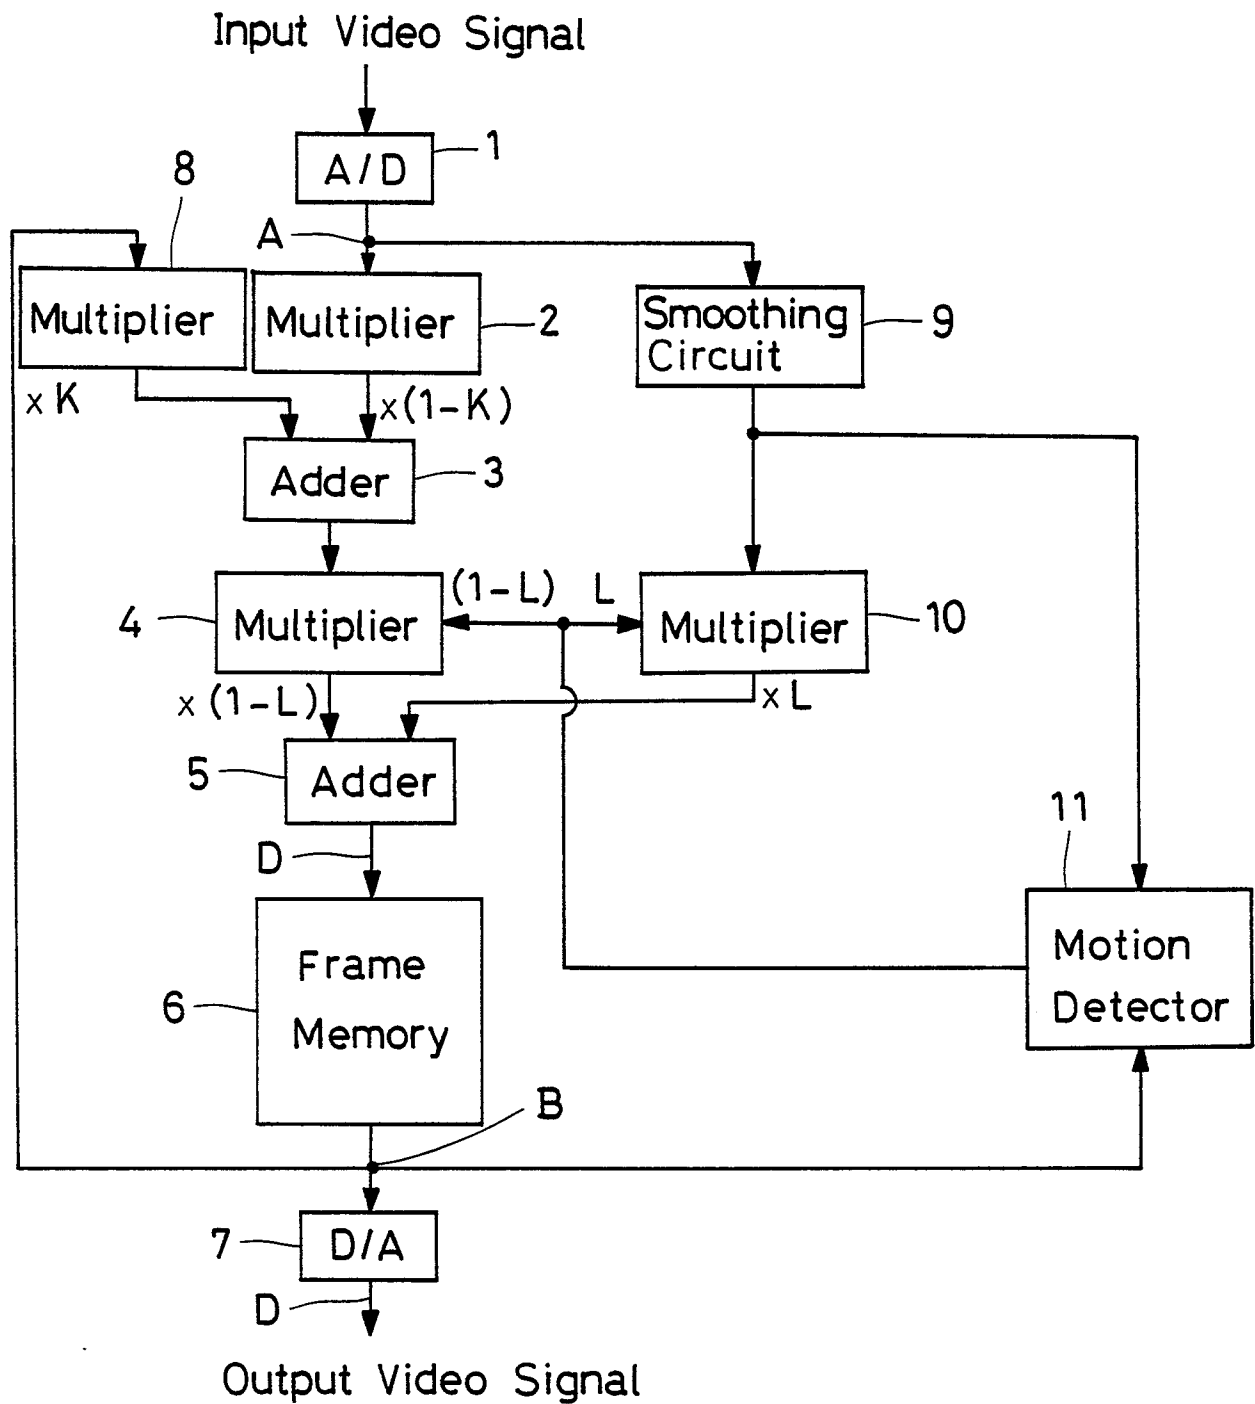 Input Video Signal
1
A/D
8
A
Multiplier
Multiplier
2
Smoothing
Circuit
9
x K
x(1-K)
Adder
3
(1-L)
L
4
Multiplier
Multiplier
10
x (1-L)
x L
5
Adder
11
D
Frame
Memory
6
Motion
Detector
B
7
D/A
D
Output Video Signal